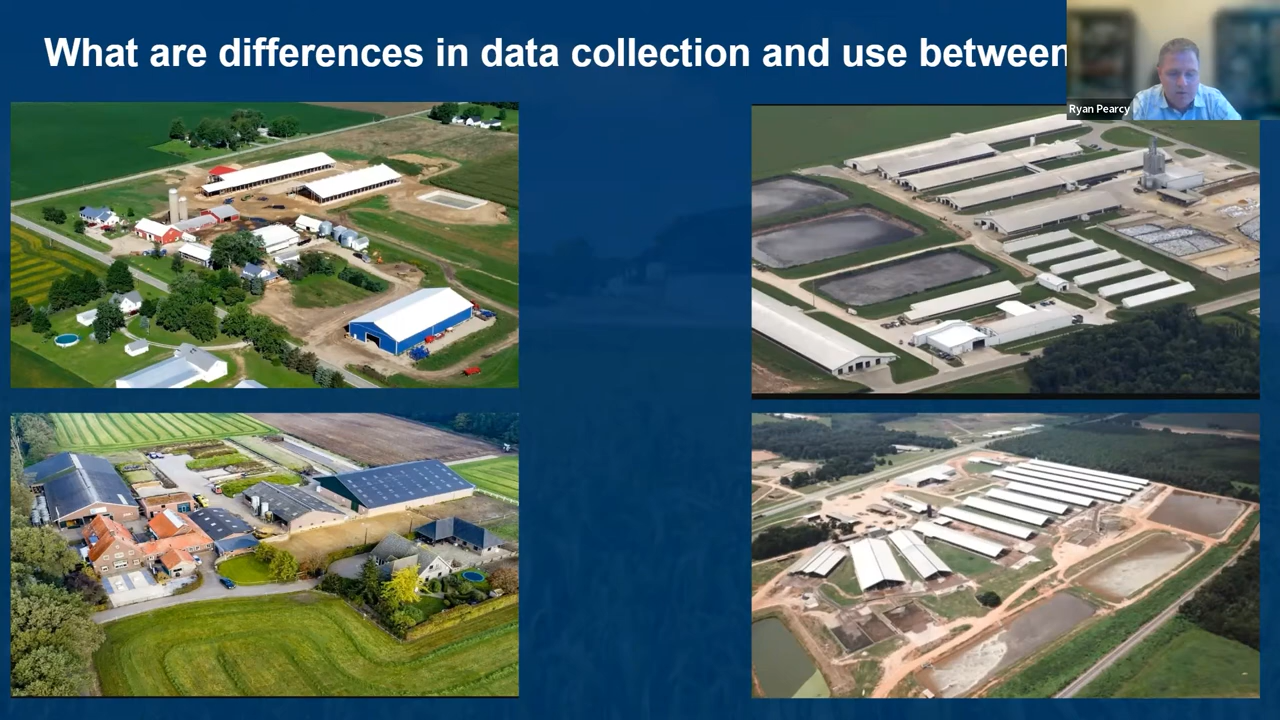 What are differences in data collection and use between
Ryan Pearcy